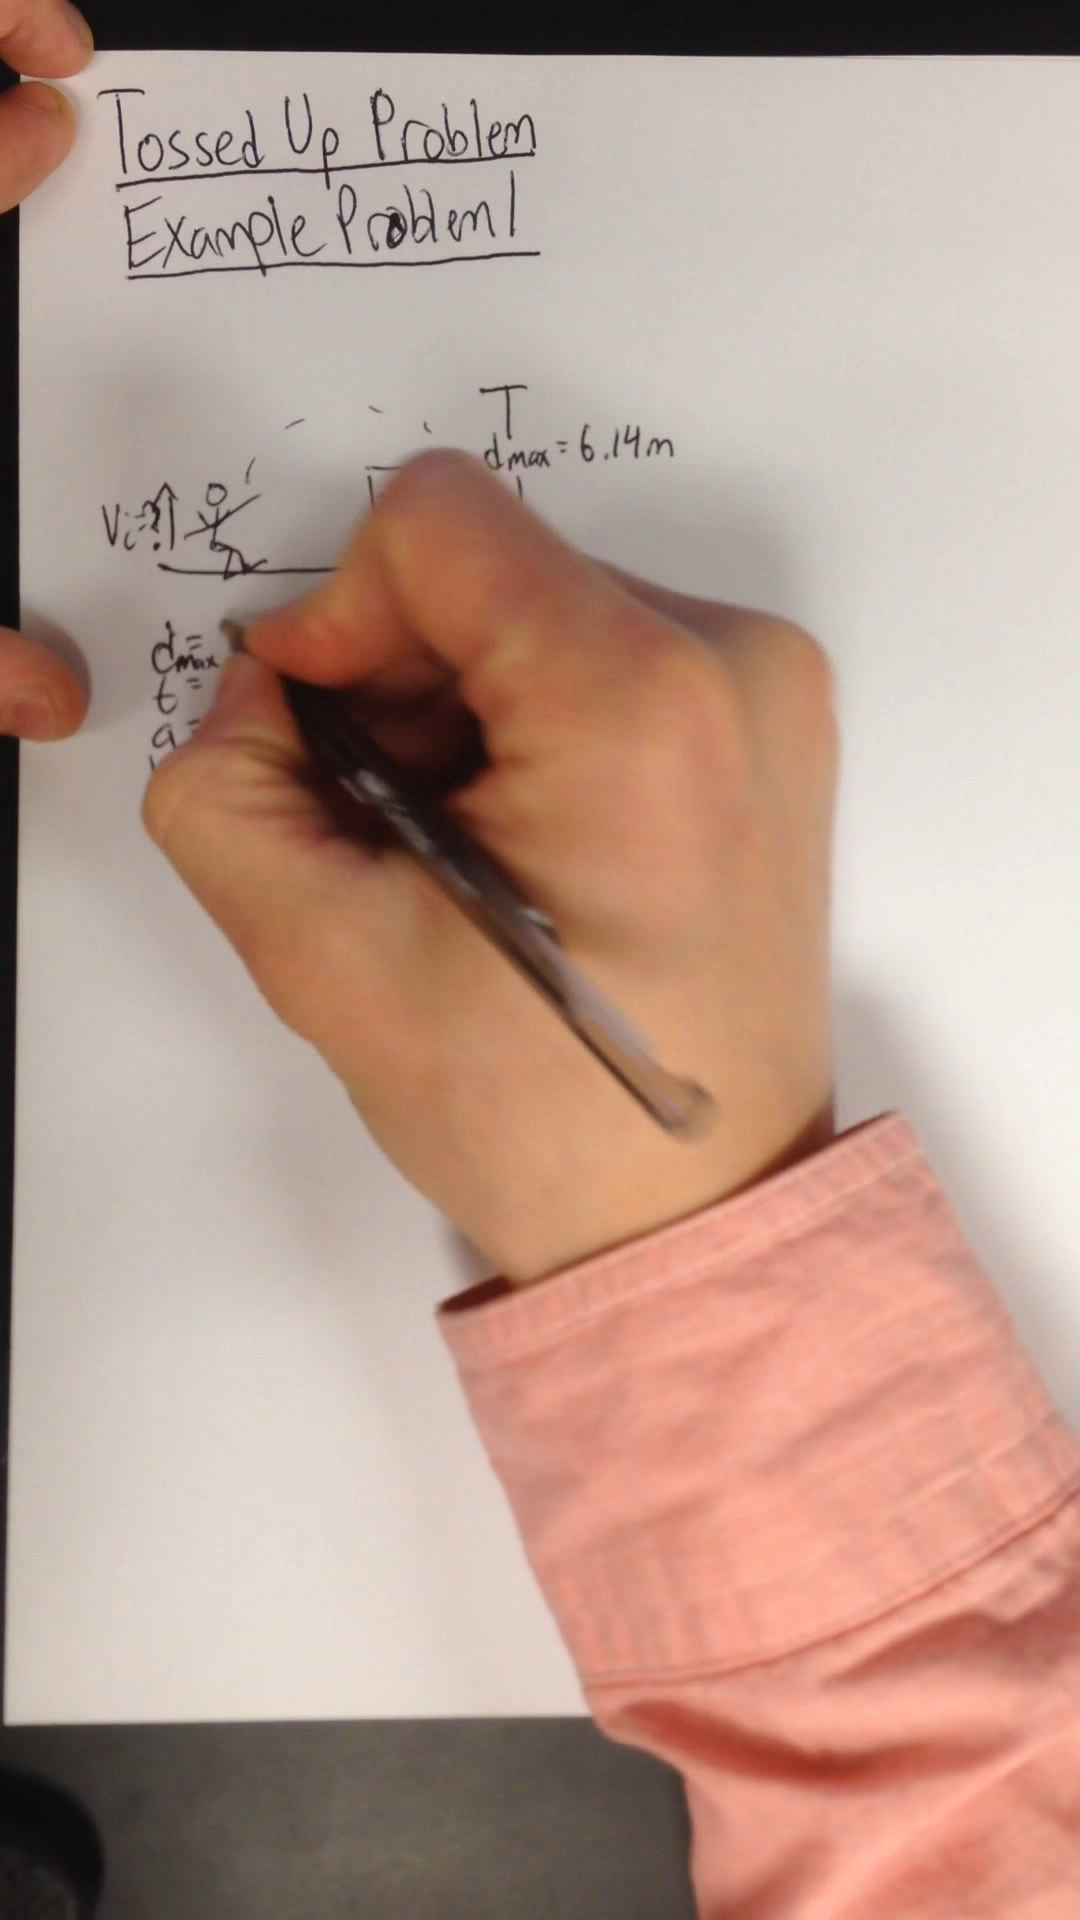 Tossed Up Problem
Example Problem 1
T
dmax = 6.14m
Vi=?
d=
dmax
t=
a=